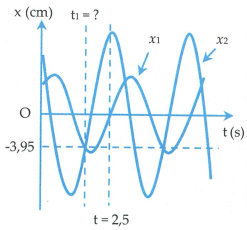 x (cm)
t₁ = ?
x₁
x₂
O
t (s)
-3,95
t = 2,5